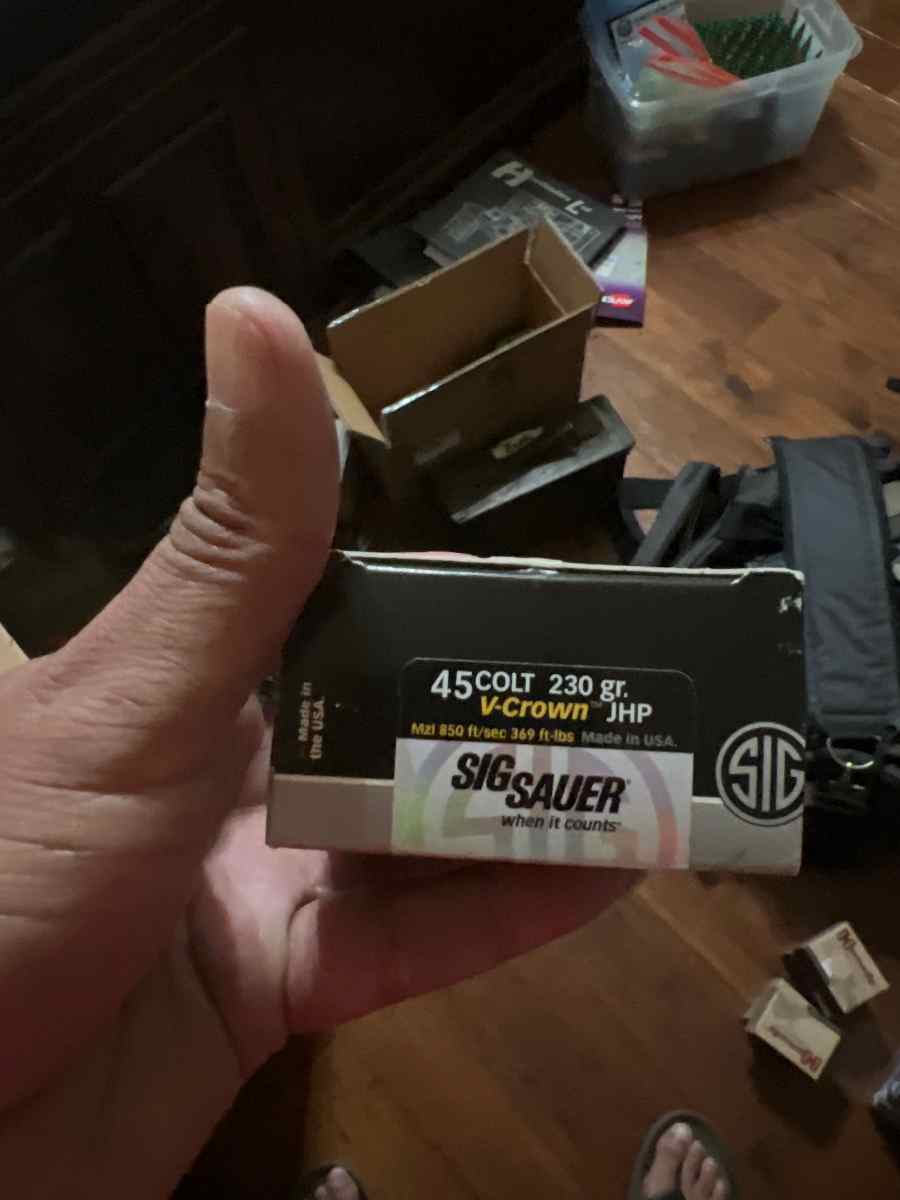 45 COLT 230 gr.
V-Crown™ JHP
Mzl 850 ft/sec 369 ft-lbs Made in USA.
SIG SAUER®
when it counts™
SIG
Made in
the USA.